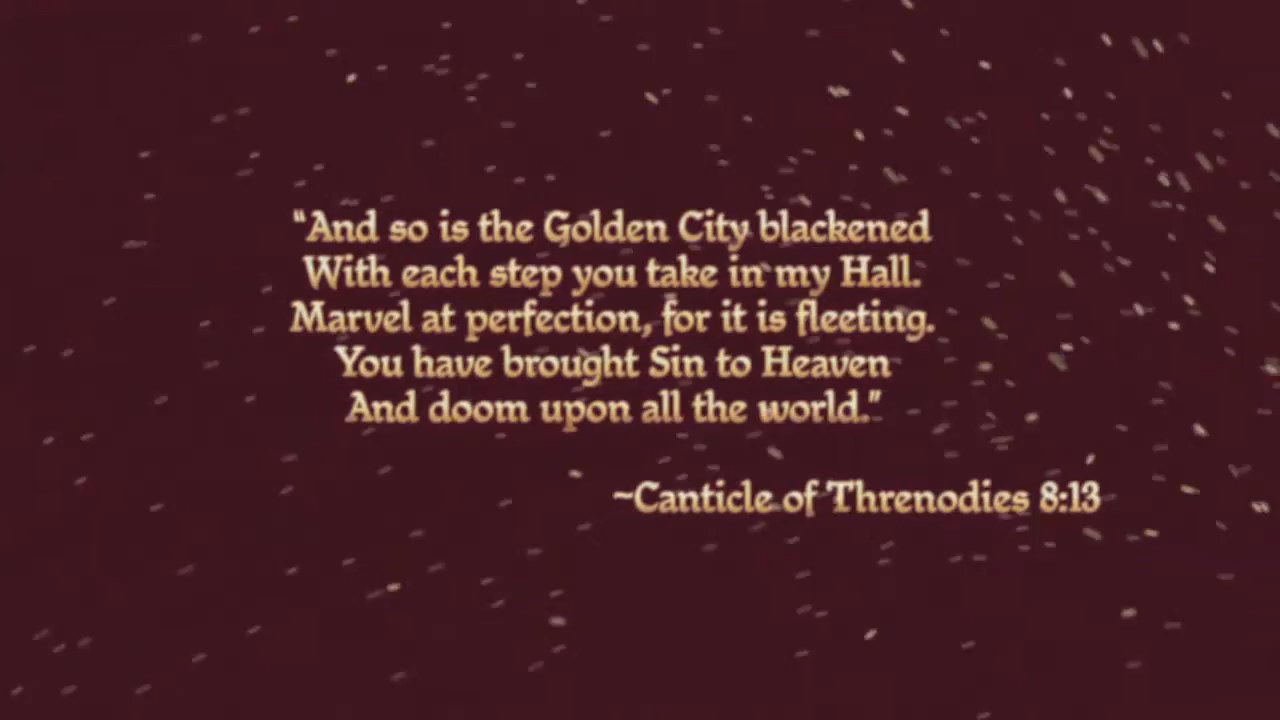 “And so is the Golden City blackened
With each step you take in my Hall.
Marvel at perfection, for it is fleeting.
You have brought Sin to Heaven
And doom upon all the world.”
~Canticle of Threnodies 8:13